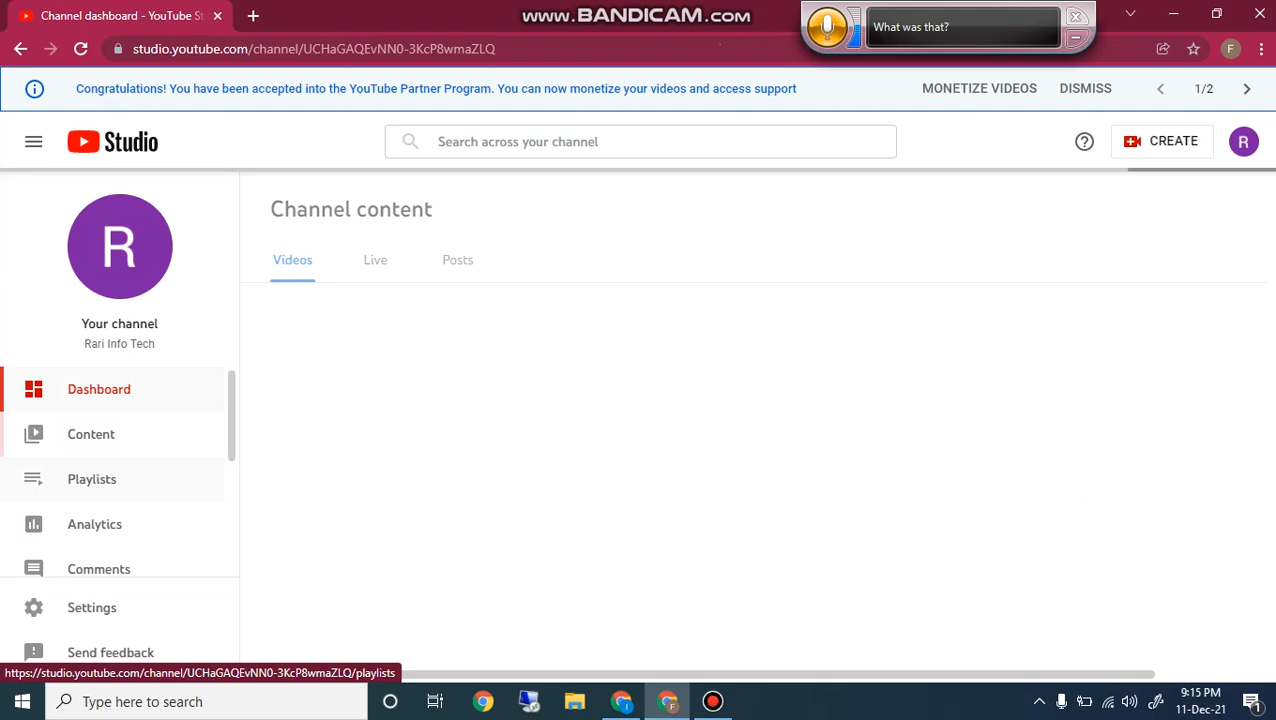 Channel dashboard - YouTube St
www.BANDICAM.com
What was that?
studio.youtube.com/channel/UCHaGAQEvNN0-3KcP8wmaZLQ
F
Congratulations! You have been accepted into the YouTube Partner Program. You can now monetize your videos and access support
MONETIZE VIDEOS
DISMISS
1/2
Studio
Search across your channel
CREATE
R
R
Your channel
Rari Info Tech
Channel content
Videos
Live
Posts
Dashboard
Content
Playlists
Analytics
Comments
Settings
Send feedback
https://studio.youtube.com/channel/UCHaGAQEvNN0-3KcP8wmaZLQ/playlists
Type here to search
9:15 PM
11-Dec-21
1